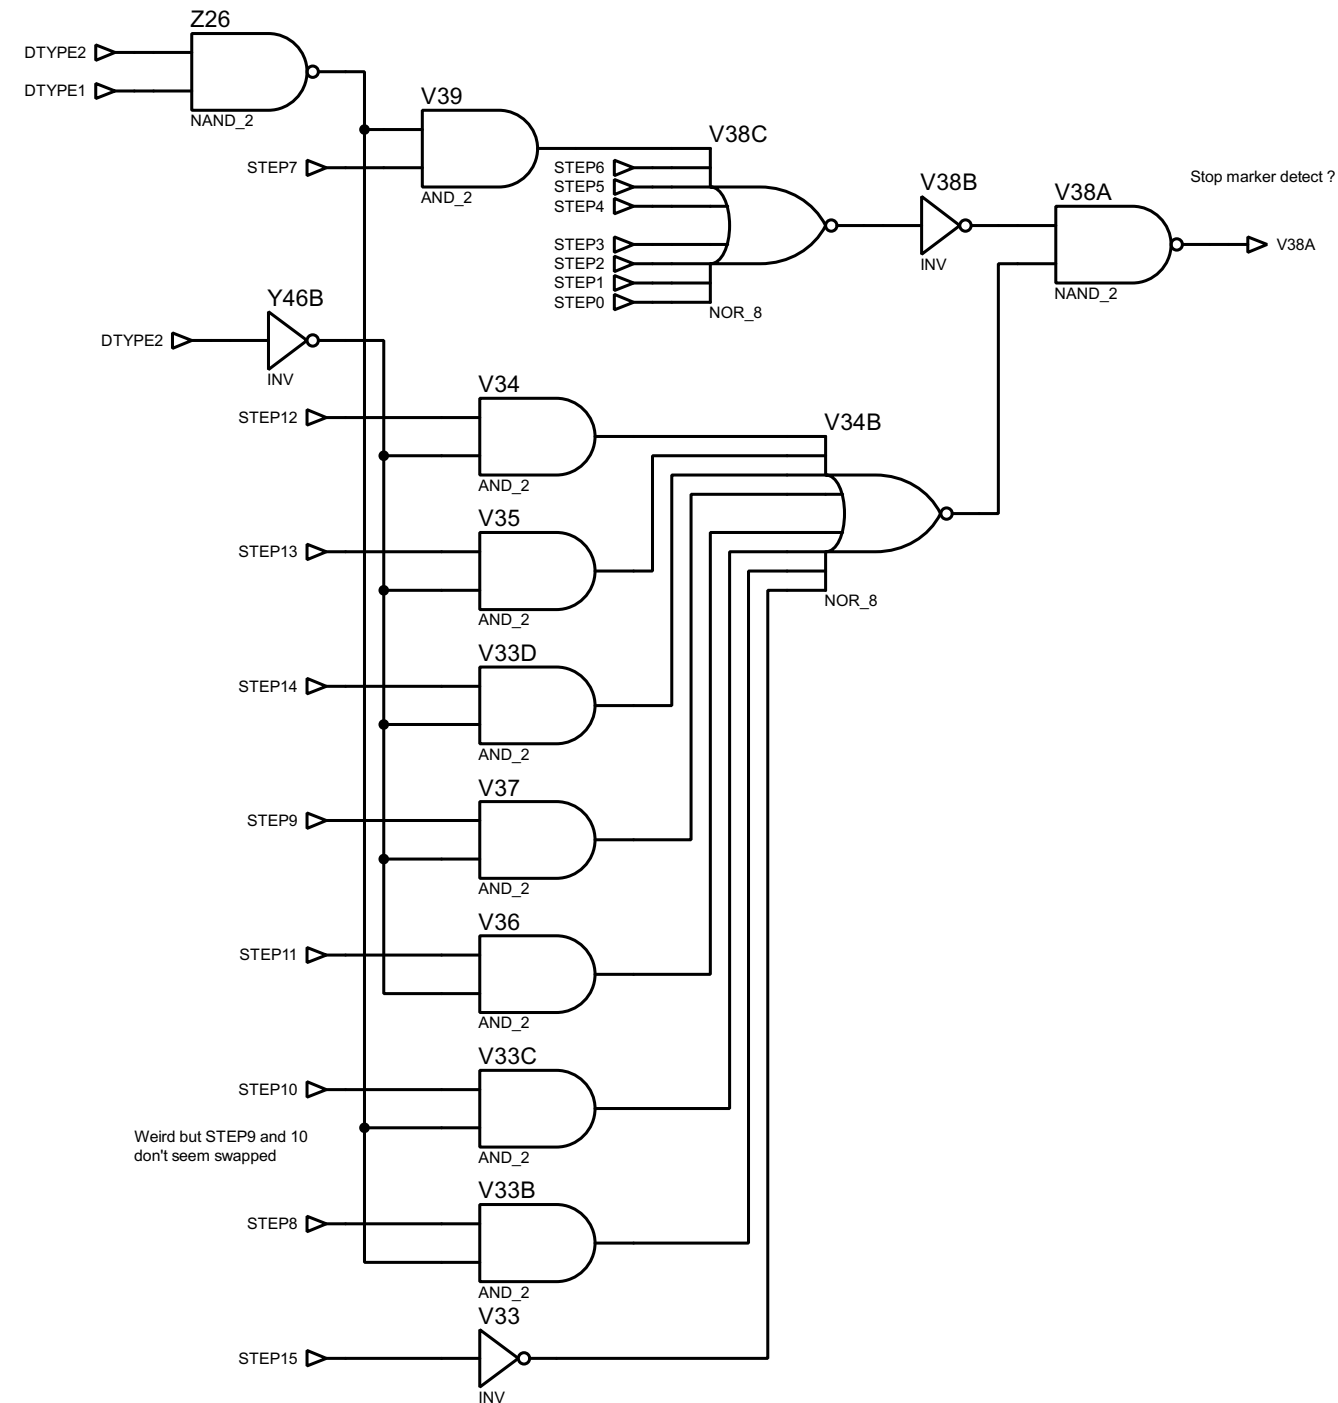 Z26
DTYPE2
DTYPE1
NAND_2
V39
STEP7
AND_2
V38C
STEP6
STEP5
STEP4
STEP3
STEP2
STEP1
STEP0
NOR_8
V38B
INV
Stop marker detect ?
V38A
V38A
NAND_2
Y46B
DTYPE2
INV
V34
STEP12
AND_2
V34B
NOR_8
V35
STEP13
AND_2
V33D
STEP14
AND_2
V37
STEP9
AND_2
V36
STEP11
AND_2
V33C
STEP10
AND_2
Weird but STEP9 and 10
don't seem swapped
V33B
STEP8
AND_2
V33
STEP15
INV